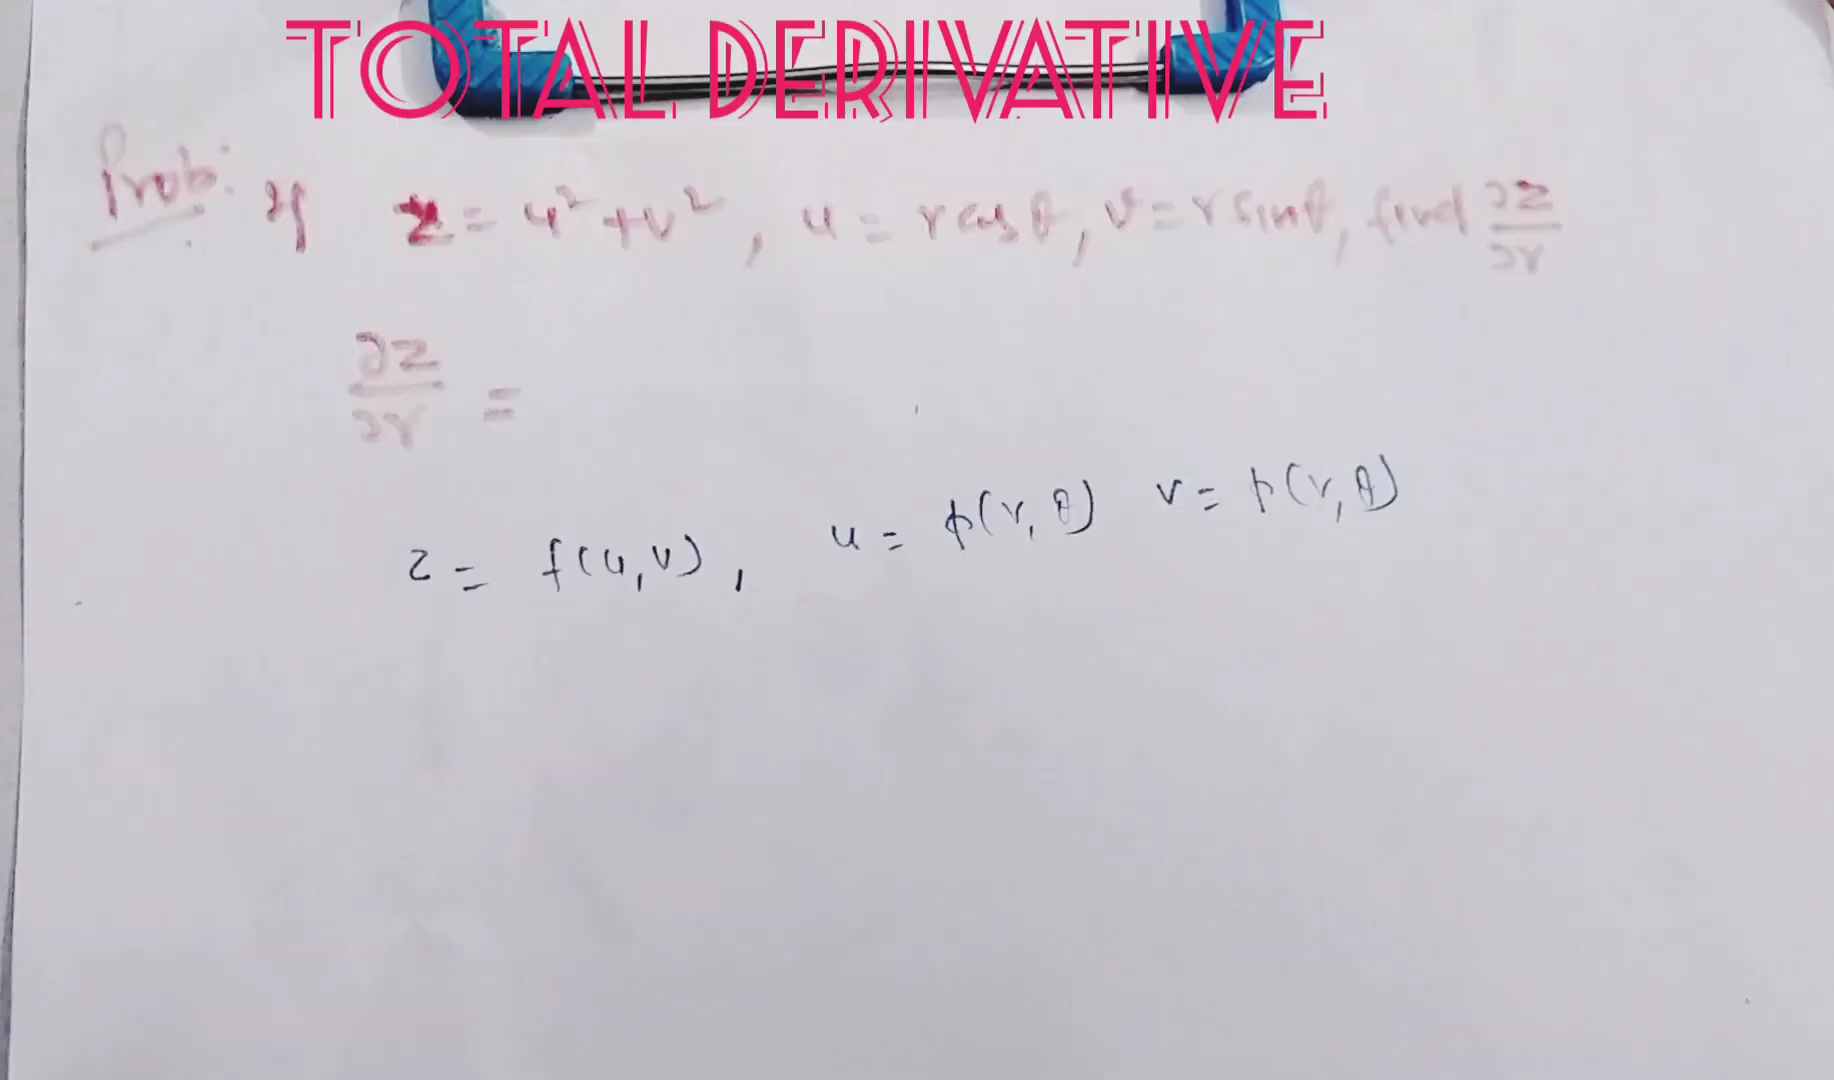 TOTAL DERIVATIVE
Prob: If z = u² + v², u = r cos θ, v = r sin θ, find ∂z/∂r
∂z/∂r =
z = f(u, v), u = φ(r, θ) v = p(r, θ)